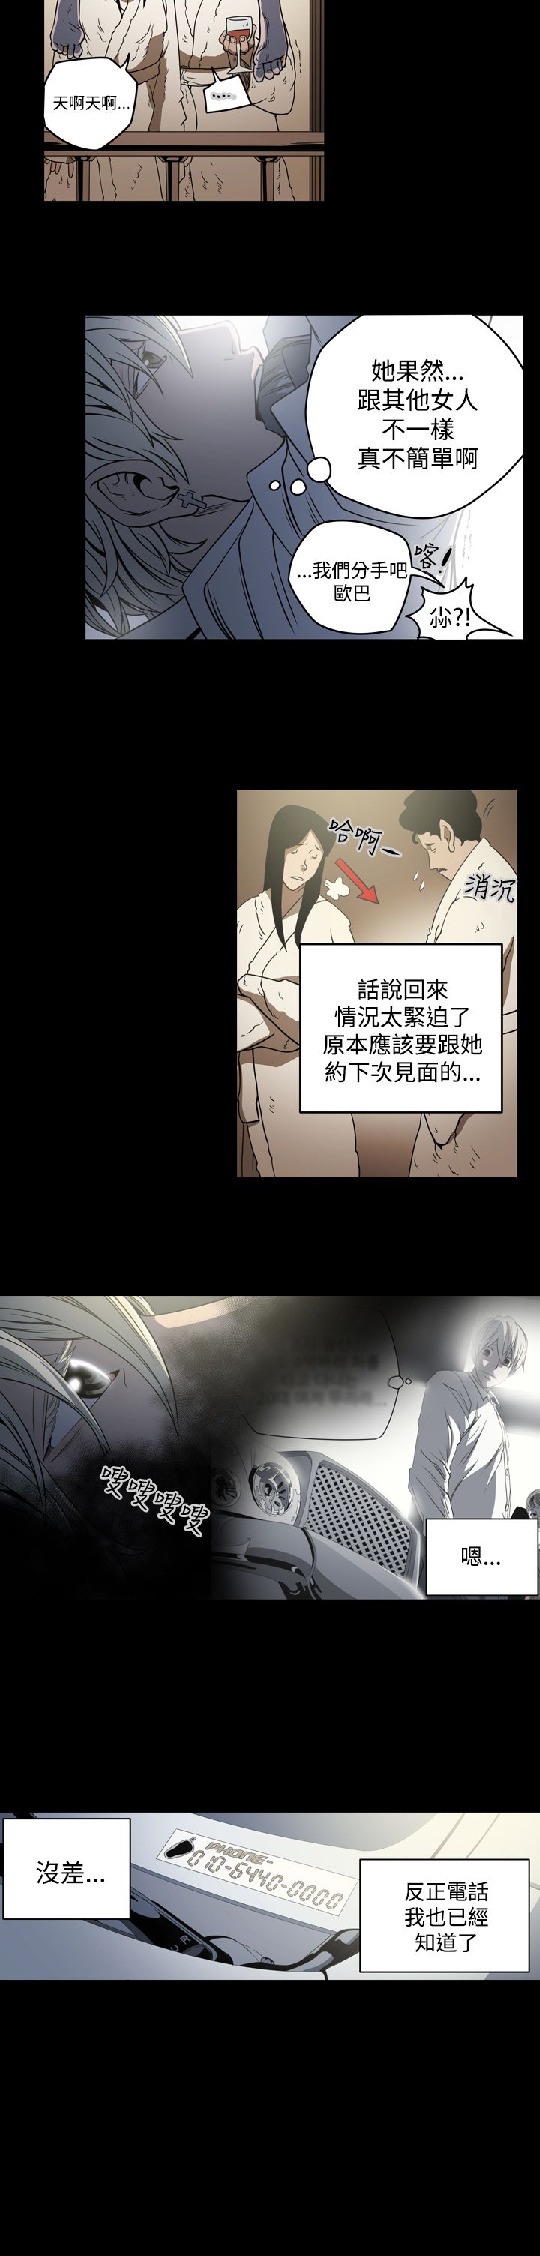 天啊天啊...
.....
她果然...
跟其他女人
不一樣
真不簡單啊
...我們分手吧
歐巴
喀!
尛?!
哈啊~
消沉
話說回來
情況太緊迫了
原本應該要跟她
約下次見面的...
嗖嗖嗖嗖
嗯...
沒差...
PHONE-
010-6440-0000
反正電話
我也已經
知道了